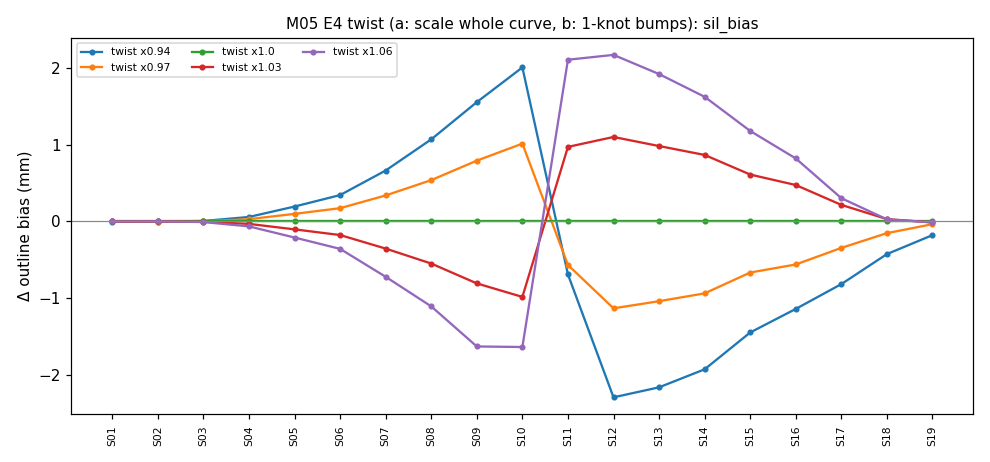 M05 E4 twist (a: scale whole curve, b: 1-knot bumps): sil_bias
twist x0.94
twist x0.97
twist x1.0
twist x1.03
twist x1.06
Δ outline bias (mm)
2
1
0
−1
−2
S01
S02
S03
S04
S05
S06
S07
S08
S09
S10
S11
S12
S13
S14
S15
S16
S17
S18
S19